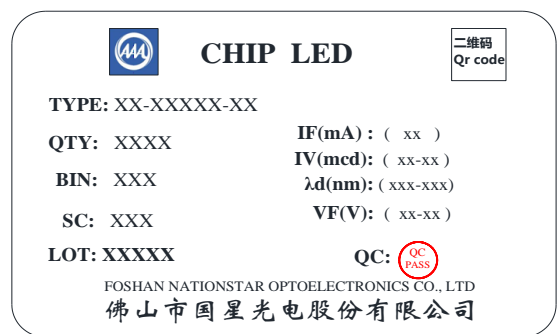 AAA CHIP LED 二维码
Qr code
TYPE: XX-XXXXX-XX
QTY: XXXX IF(mA) : ( xx )
IV(mcd): ( xx-xx )
BIN: XXX λd(nm): ( xxx-xxx)
SC: XXX VF(V): ( xx-xx )
LOT: XXXXX QC: QC
PASS
FOSHAN NATIONSTAR OPTOELECTRONICS CO., LTD
佛山市国星光电股份有限公司